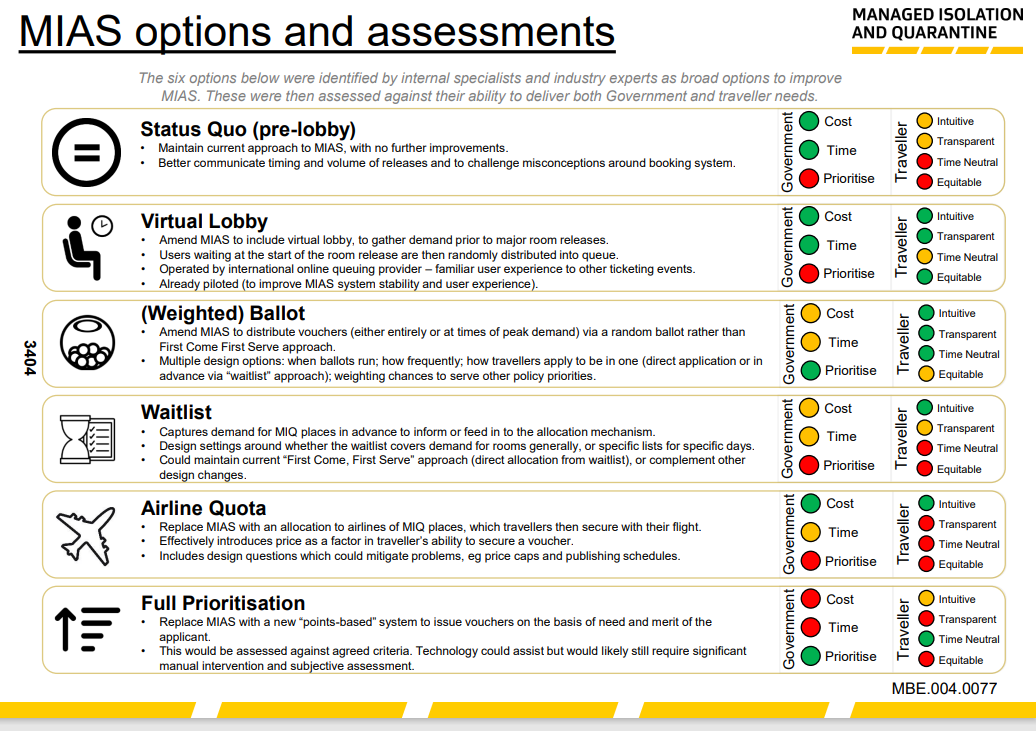 MIAS options and assessments
MANAGED ISOLATION
AND QUARANTINE
The six options below were identified by internal specialists and industry experts as broad options to improve
MIAS. These were then assessed against their ability to deliver both Government and traveller needs.
Status Quo (pre-lobby)
• Maintain current approach to MIAS, with no further improvements.
• Better communicate timing and volume of releases and to challenge misconceptions around booking system.
Government
Cost
Time
Prioritise
Traveller
Intuitive
Transparent
Time Neutral
Equitable
Virtual Lobby
• Amend MIAS to include virtual lobby, to gather demand prior to major room releases.
• Users waiting at the start of the room release are then randomly distributed into queue.
• Operated by international online queuing provider – familiar user experience to other ticketing events.
• Already piloted (to improve MIAS system stability and user experience).
Government
Cost
Time
Prioritise
Traveller
Intuitive
Transparent
Time Neutral
Equitable
(Weighted) Ballot
• Amend MIAS to distribute vouchers (either entirely or at times of peak demand) via a random ballot rather than
First Come First Serve approach.
• Multiple design options: when ballots run; how frequently; how travellers apply to be in one (direct application or in
advance via “waitlist” approach); weighting chances to serve other policy priorities.
Government
Cost
Time
Prioritise
Traveller
Intuitive
Transparent
Time Neutral
Equitable
3404
Waitlist
• Captures demand for MIQ places in advance to inform or feed in to the allocation mechanism.
• Design settings around whether the waitlist covers demand for rooms generally, or specific lists for specific days.
• Could maintain current “First Come, First Serve” approach (direct allocation from waitlist), or complement other
design changes.
Government
Cost
Time
Prioritise
Traveller
Intuitive
Transparent
Time Neutral
Equitable
Airline Quota
• Replace MIAS with an allocation to airlines of MIQ places, which travellers then secure with their flight.
• Effectively introduces price as a factor in traveller’s ability to secure a voucher.
• Includes design questions which could mitigate problems, eg price caps and publishing schedules.
Government
Cost
Time
Prioritise
Traveller
Intuitive
Transparent
Time Neutral
Equitable
Full Prioritisation
• Replace MIAS with a new “points-based” system to issue vouchers on the basis of need and merit of the
applicant.
• This would be assessed against agreed criteria. Technology could assist but would likely still require significant
manual intervention and subjective assessment.
Government
Cost
Time
Prioritise
Traveller
Intuitive
Transparent
Time Neutral
Equitable
MBE.004.0077